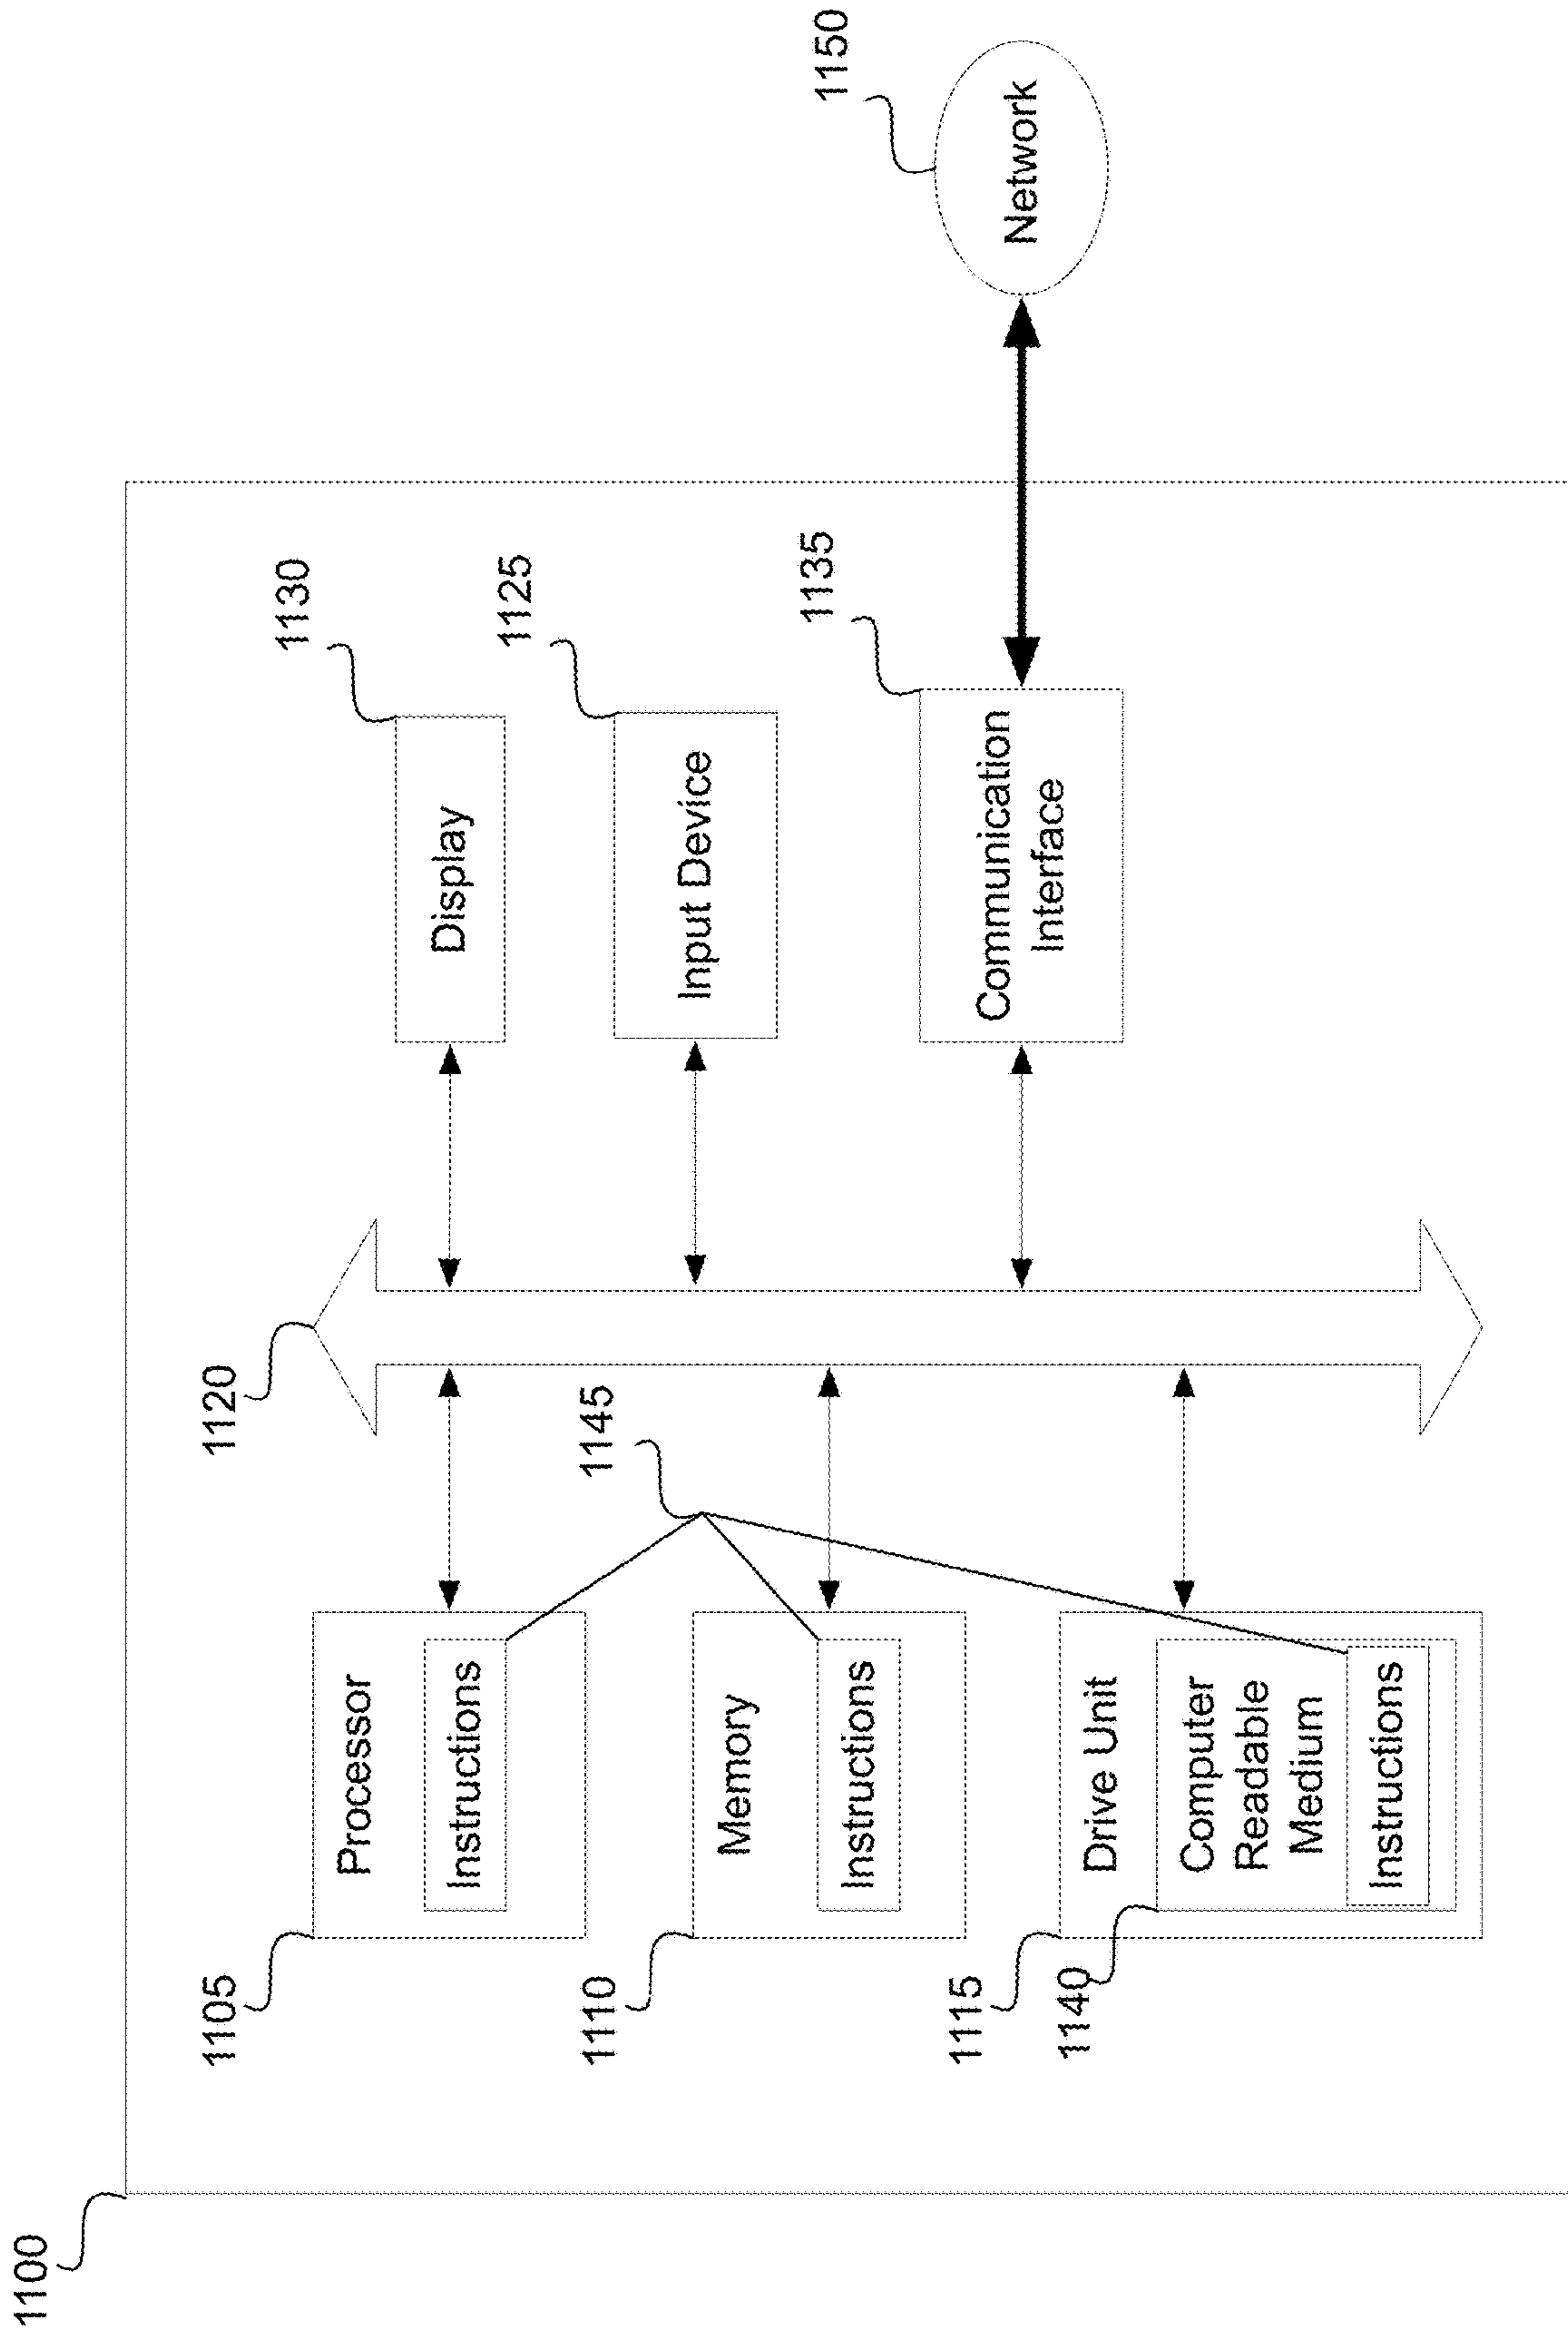 1100
1105
Processor
Instructions
1110
Memory
Instructions
1115
Drive Unit
1140
Computer
Readable
Medium
Instructions
1120
1145
1130
Display
1125
Input Device
1135
Communication
Interface
1150
Network